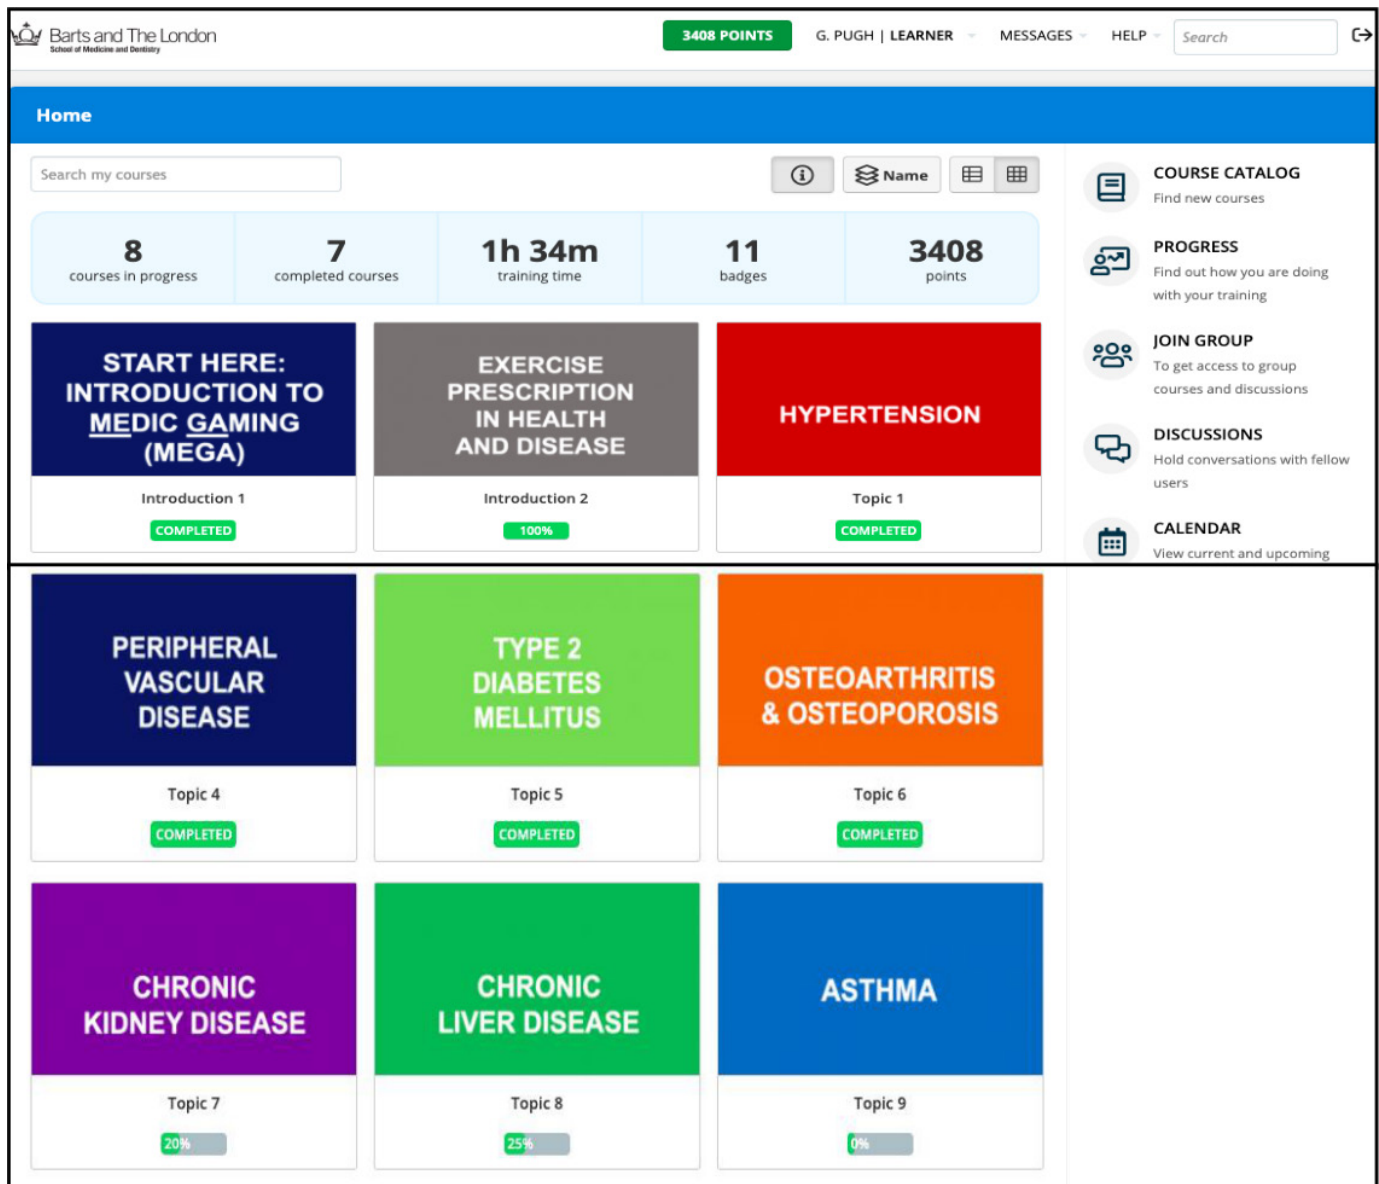 Barts and The London
School of Medicine and Dentistry
3408 POINTS
G. PUGH | LEARNER
MESSAGES
HELP
Search
Home
Search my courses
Name
8
courses in progress
7
completed courses
1h 34m
training time
11
badges
3408
points
START HERE:
INTRODUCTION TO
MEDIC GAMING
(MEGA)
Introduction 1
COMPLETED
EXERCISE
PRESCRIPTION
IN HEALTH
AND DISEASE
Introduction 2
100%
HYPERTENSION
Topic 1
COMPLETED
COURSE CATALOG
Find new courses
PROGRESS
Find out how you are doing
with your training
JOIN GROUP
To get access to group
courses and discussions
DISCUSSIONS
Hold conversations with fellow
users
CALENDAR
View current and upcoming
PERIPHERAL
VASCULAR
DISEASE
Topic 4
COMPLETED
TYPE 2
DIABETES
MELLITUS
Topic 5
COMPLETED
OSTEOARTHRITIS
& OSTEOPOROSIS
Topic 6
COMPLETED
CHRONIC
KIDNEY DISEASE
Topic 7
20%
CHRONIC
LIVER DISEASE
Topic 8
25%
ASTHMA
Topic 9
0%